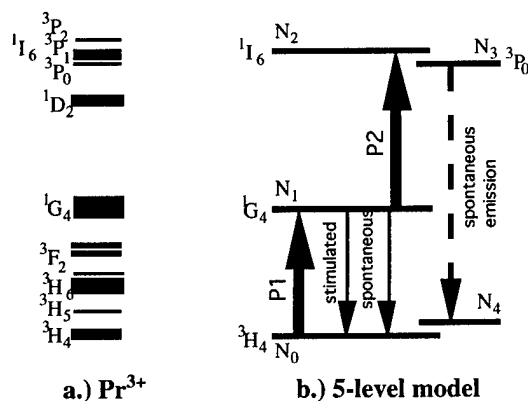 ³P₂
¹I₆ ³P₁
³P₀
¹D₂
¹G₄
³F₂
³H₆
³H₅
³H₄
a.) Pr³⁺
¹I₆ N₂
N₃ ³P₀
P2
N₁
¹G₄
P1
stimulated
spontaneous
spontaneous
emission
N₄
³H₄
N₀
b.) 5-level model